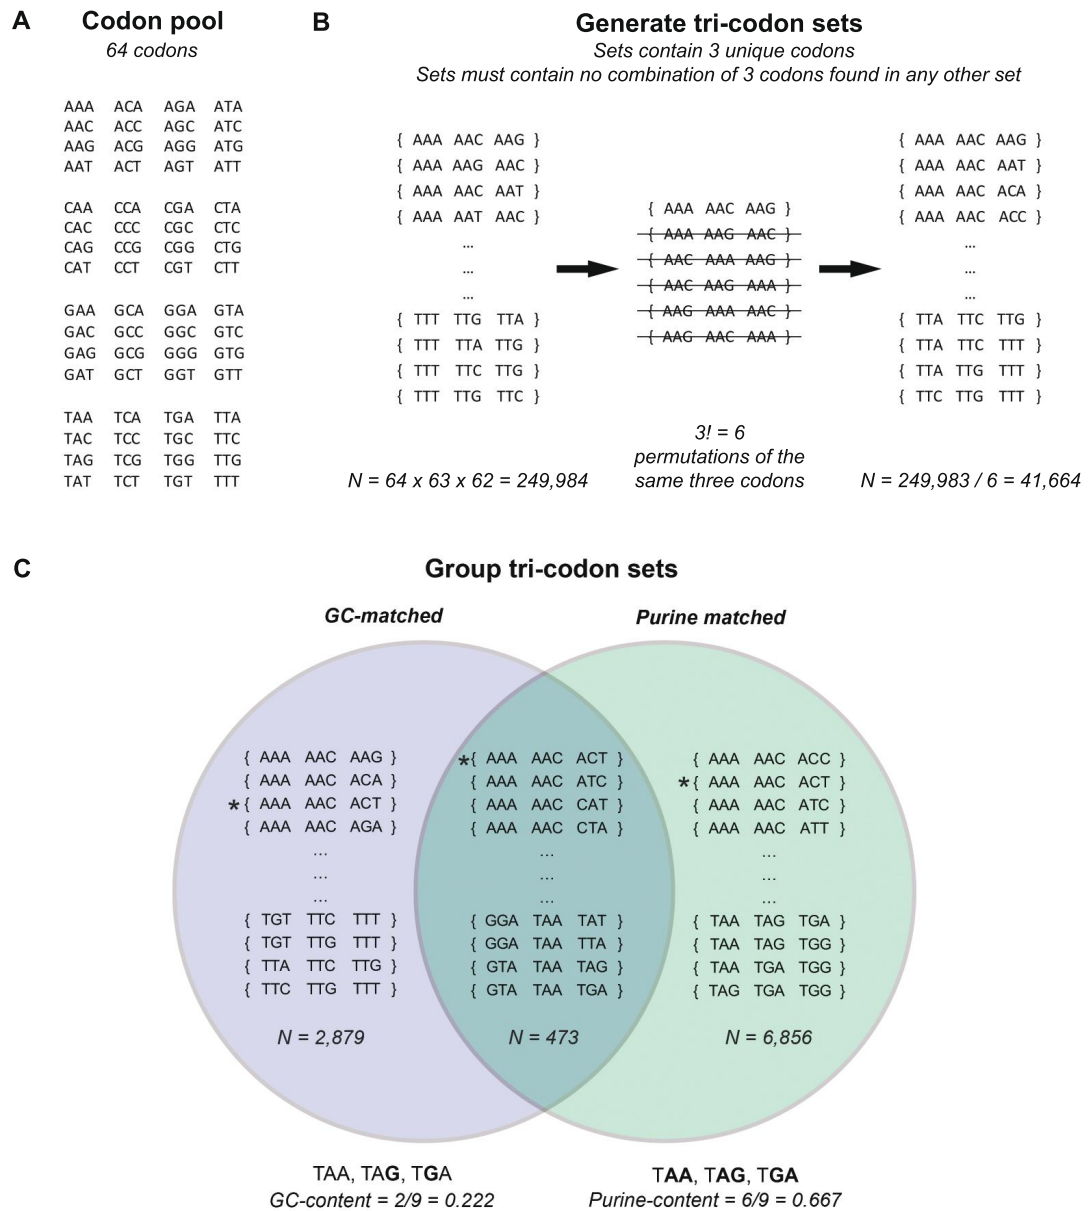 A
Codon pool
64 codons
AAA ACA AGA ATA
AAC ACC AGC ATC
AAG ACG AGG ATG
AAT ACT AGT ATT
CAA CCA CGA CTA
CAC CCC CGC CTC
CAG CCG CGG CTG
CAT CCT CGT CTT
GAA GCA GGA GTA
GAC GCC GGC GTC
GAG GCG GGG GTG
GAT GCT GGT GTT
TAA TCA TGA TTA
TAC TCC TGC TTC
TAG TCG TGG TTG
TAT TCT TGT TTT
B
Generate tri-codon sets
Sets contain 3 unique codons
Sets must contain no combination of 3 codons found in any other set
{ AAA AAC AAG }
{ AAA AAG AAC }
{ AAA AAC AAT }
{ AAA AAT AAC }
...
...
...
{ TTT TTG TTA }
{ TTT TTA TTG }
{ TTT TTC TTG }
{ TTT TTG TTC }
N = 64 x 63 x 62 = 249,984
{ AAA AAC AAG }
{ AAA AAG AAC }
{ AAC AAA AAG }
{ AAC AAG AAA }
{ AAG AAA AAC }
{ AAG AAC AAA }
3! = 6
permutations of the
same three codons
{ AAA AAC AAG }
{ AAA AAC AAT }
{ AAA AAC ACA }
{ AAA AAC ACC }
...
...
...
{ TTA TTC TTG }
{ TTA TTC TTT }
{ TTA TTG TTT }
{ TTC TTG TTT }
N = 249,983 / 6 = 41,664
C
Group tri-codon sets
GC-matched
{ AAA AAC AAG }
{ AAA AAC ACA }
*{ AAA AAC ACT }
{ AAA AAC AGA }
...
...
...
{ TGT TTC TTT }
{ TGT TTG TTT }
{ TTA TTC TTG }
{ TTC TTG TTT }
N = 2,879
*{ AAA AAC ACT }
{ AAA AAC ATC }
{ AAA AAC CAT }
{ AAA AAC CTA }
...
...
...
{ GGA TAA TAT }
{ GGA TAA TTA }
{ GTA TAA TAG }
{ GTA TAA TGA }
N = 473
Purine matched
{ AAA AAC ACC }
*{ AAA AAC ACT }
{ AAA AAC ATC }
{ AAA AAC ATT }
...
...
...
{ TAA TAG TGA }
{ TAA TAG TGG }
{ TAA TGA TGG }
{ TAG TGA TGG }
N = 6,856
TAA, TAG, TGA
GC-content = 2/9 = 0.222
TAA, TAG, TGA
Purine-content = 6/9 = 0.667